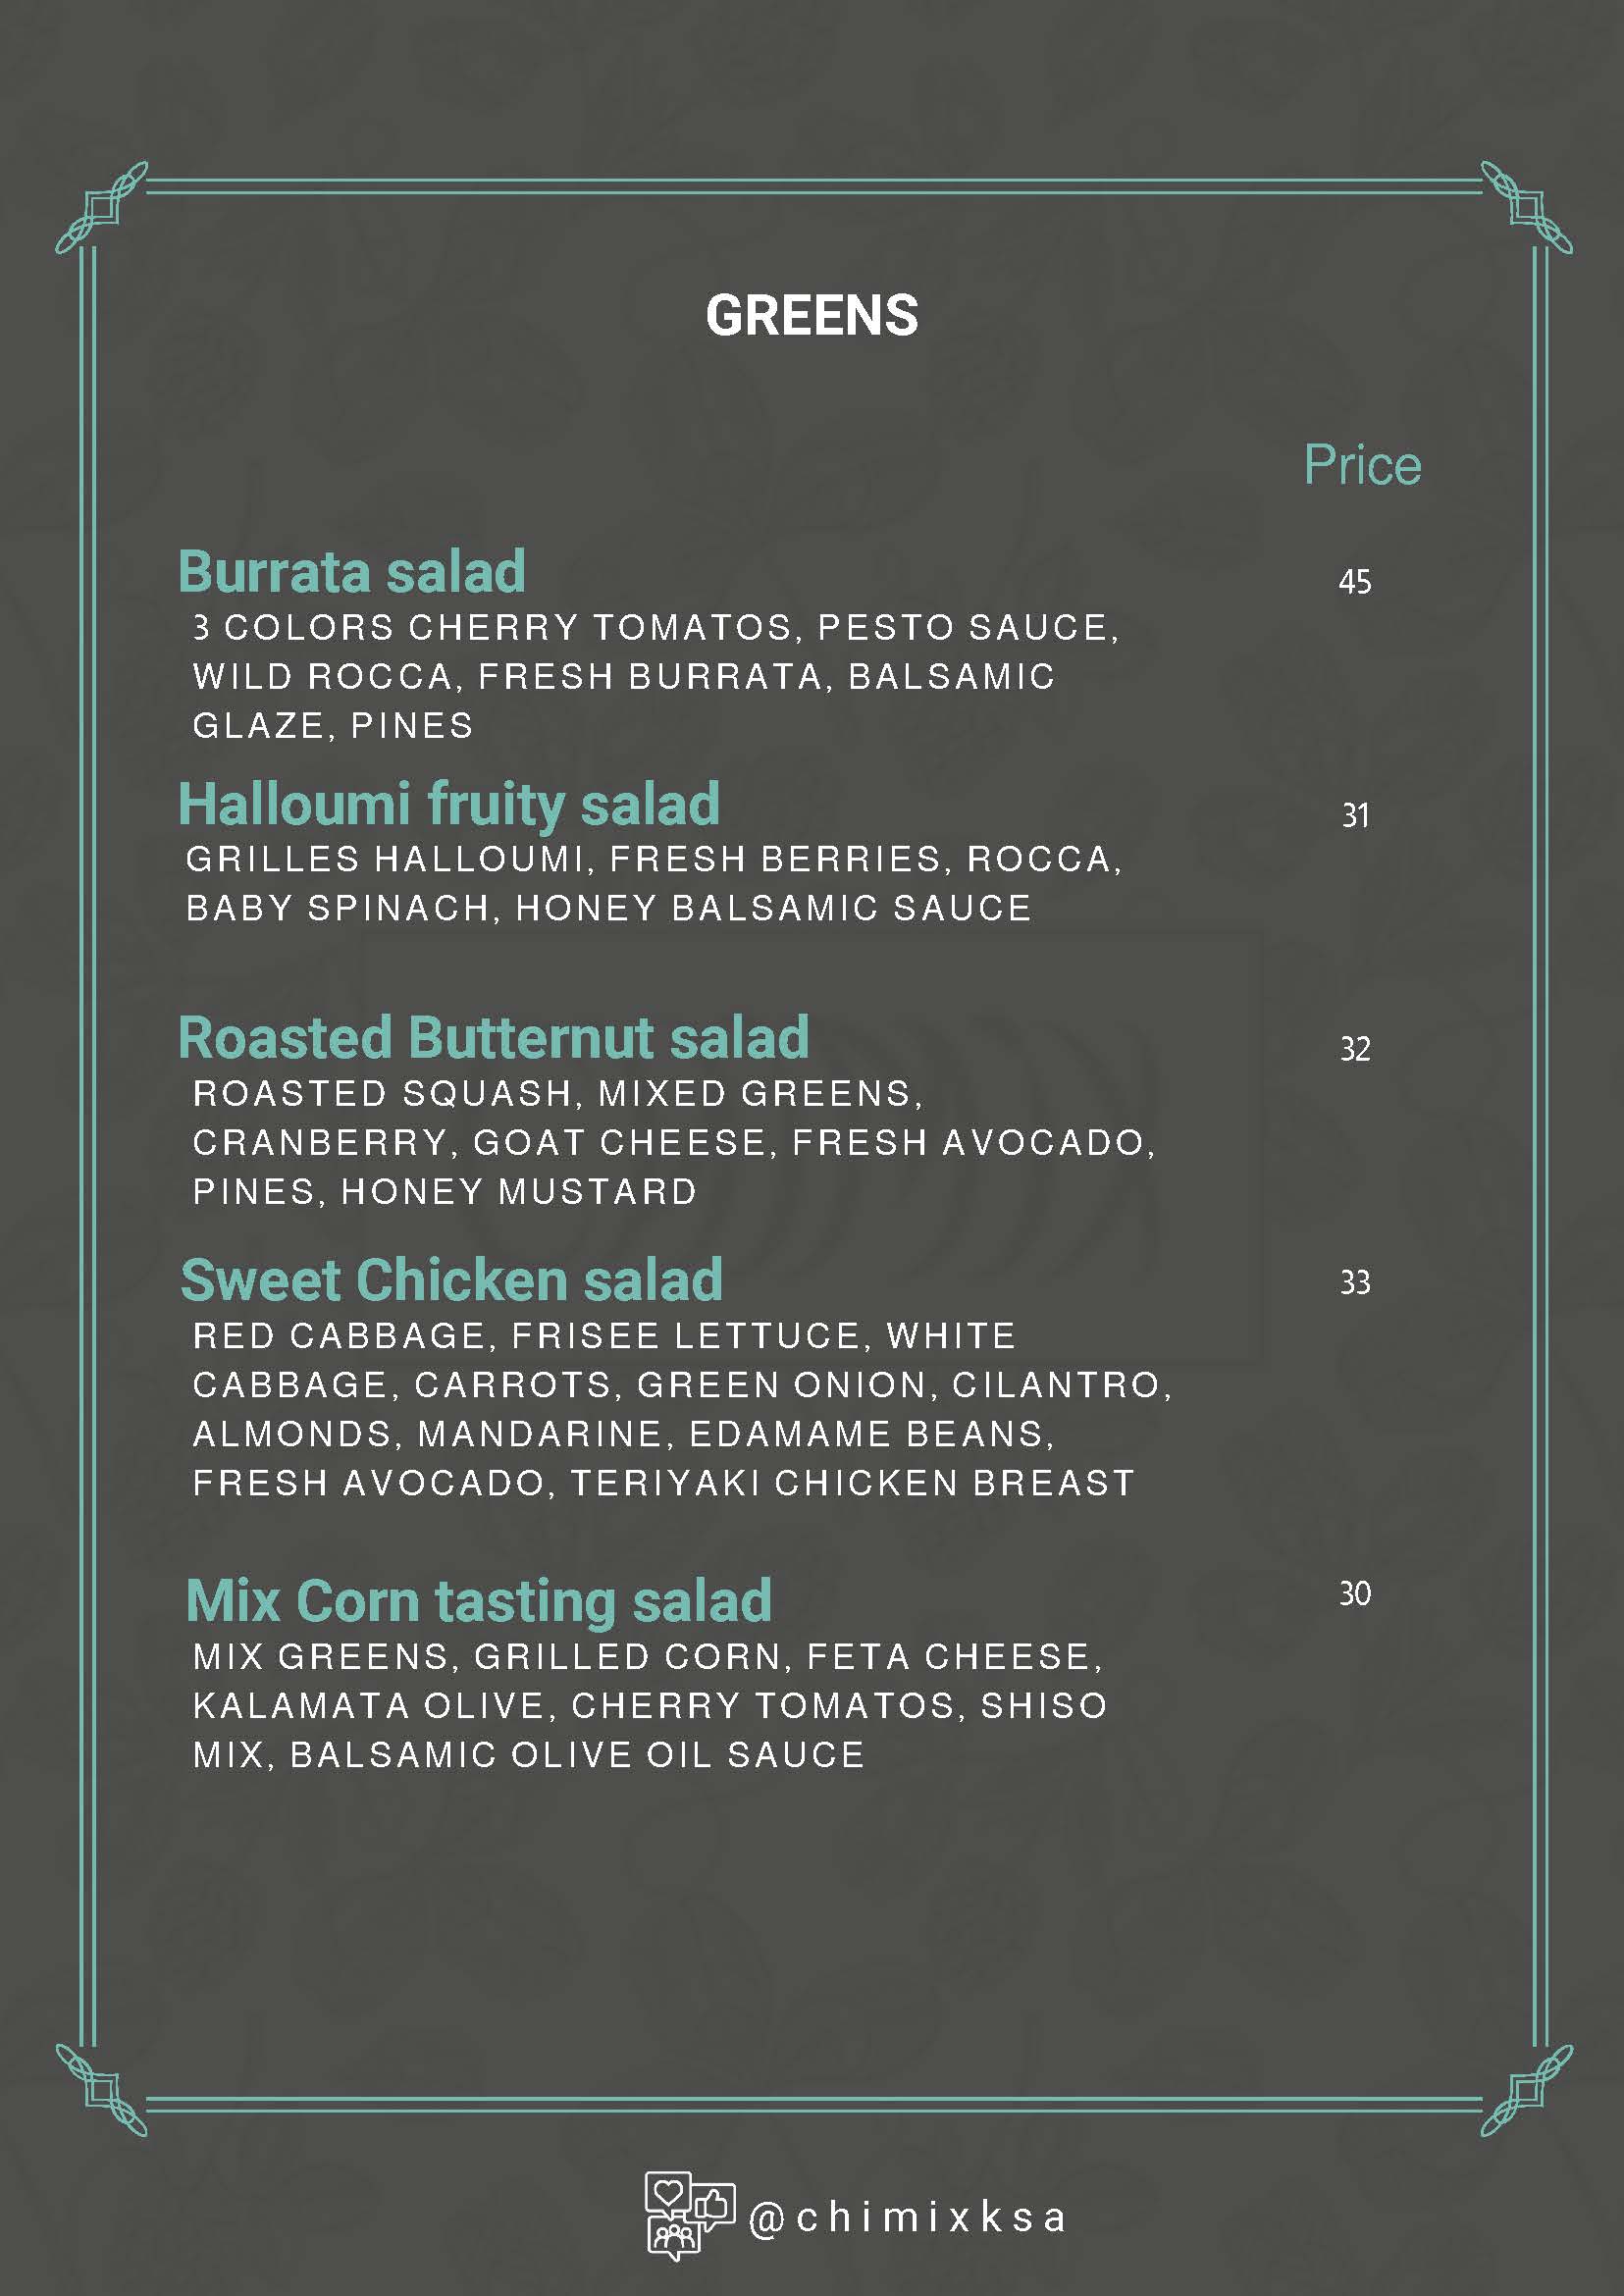 GREENS
Price
Burrata salad 45
3 COLORS CHERRY TOMATOS, PESTO SAUCE,
WILD ROCCA, FRESH BURRATA, BALSAMIC
GLAZE, PINES
Halloumi fruity salad 31
GRILLES HALLOUMI, FRESH BERRIES, ROCCA,
BABY SPINACH, HONEY BALSAMIC SAUCE
Roasted Butternut salad 32
ROASTED SQUASH, MIXED GREENS,
CRANBERRY, GOAT CHEESE, FRESH AVOCADO,
PINES, HONEY MUSTARD
Sweet Chicken salad 33
RED CABBAGE, FRISEE LETTUCE, WHITE
CABBAGE, CARROTS, GREEN ONION, CILANTRO,
ALMONDS, MANDARINE, EDAMAME BEANS,
FRESH AVOCADO, TERIYAKI CHICKEN BREAST
Mix Corn tasting salad 30
MIX GREENS, GRILLED CORN, FETA CHEESE,
KALAMATA OLIVE, CHERRY TOMATOS, SHISO
MIX, BALSAMIC OLIVE OIL SAUCE
@chimixksa